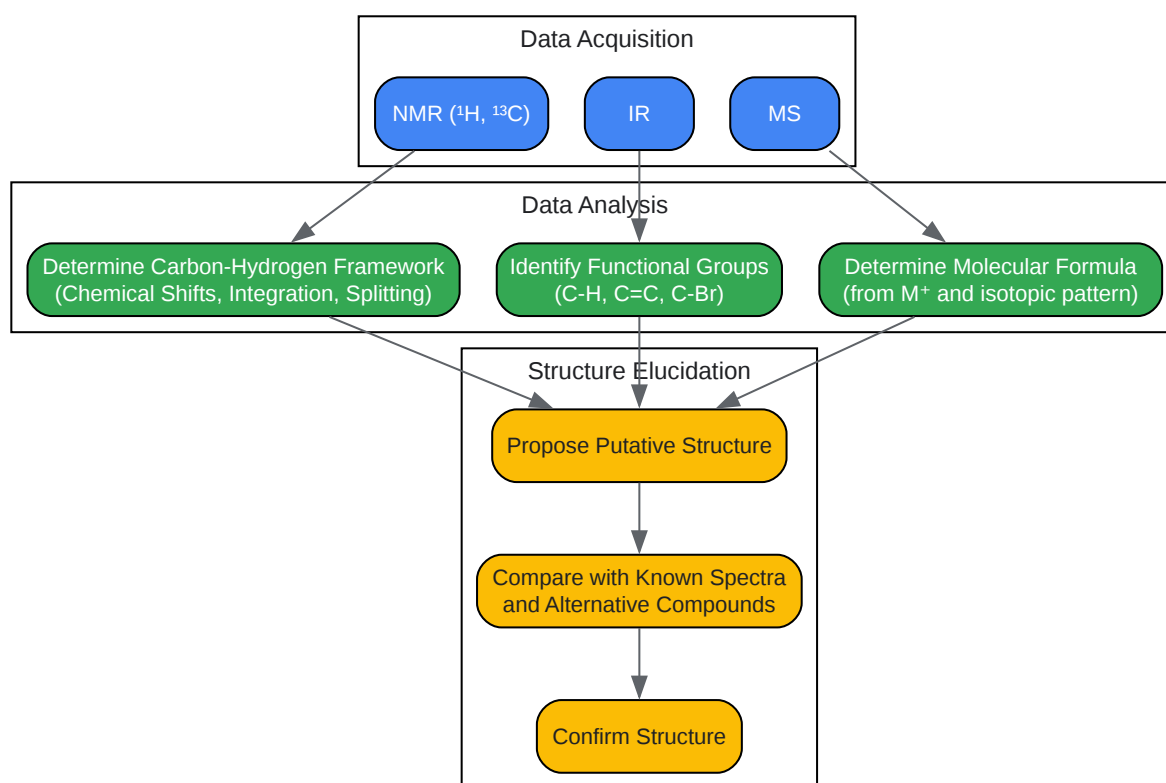 Data Acquisition
NMR (¹H, ¹³C)
IR
MS
Data Analysis
Determine Carbon-Hydrogen Framework
(Chemical Shifts, Integration, Splitting)
Identify Functional Groups
(C-H, C=C, C-Br)
Determine Molecular Formula
(from M⁺ and isotopic pattern)
Structure Elucidation
Propose Putative Structure
Compare with Known Spectra
and Alternative Compounds
Confirm Structure